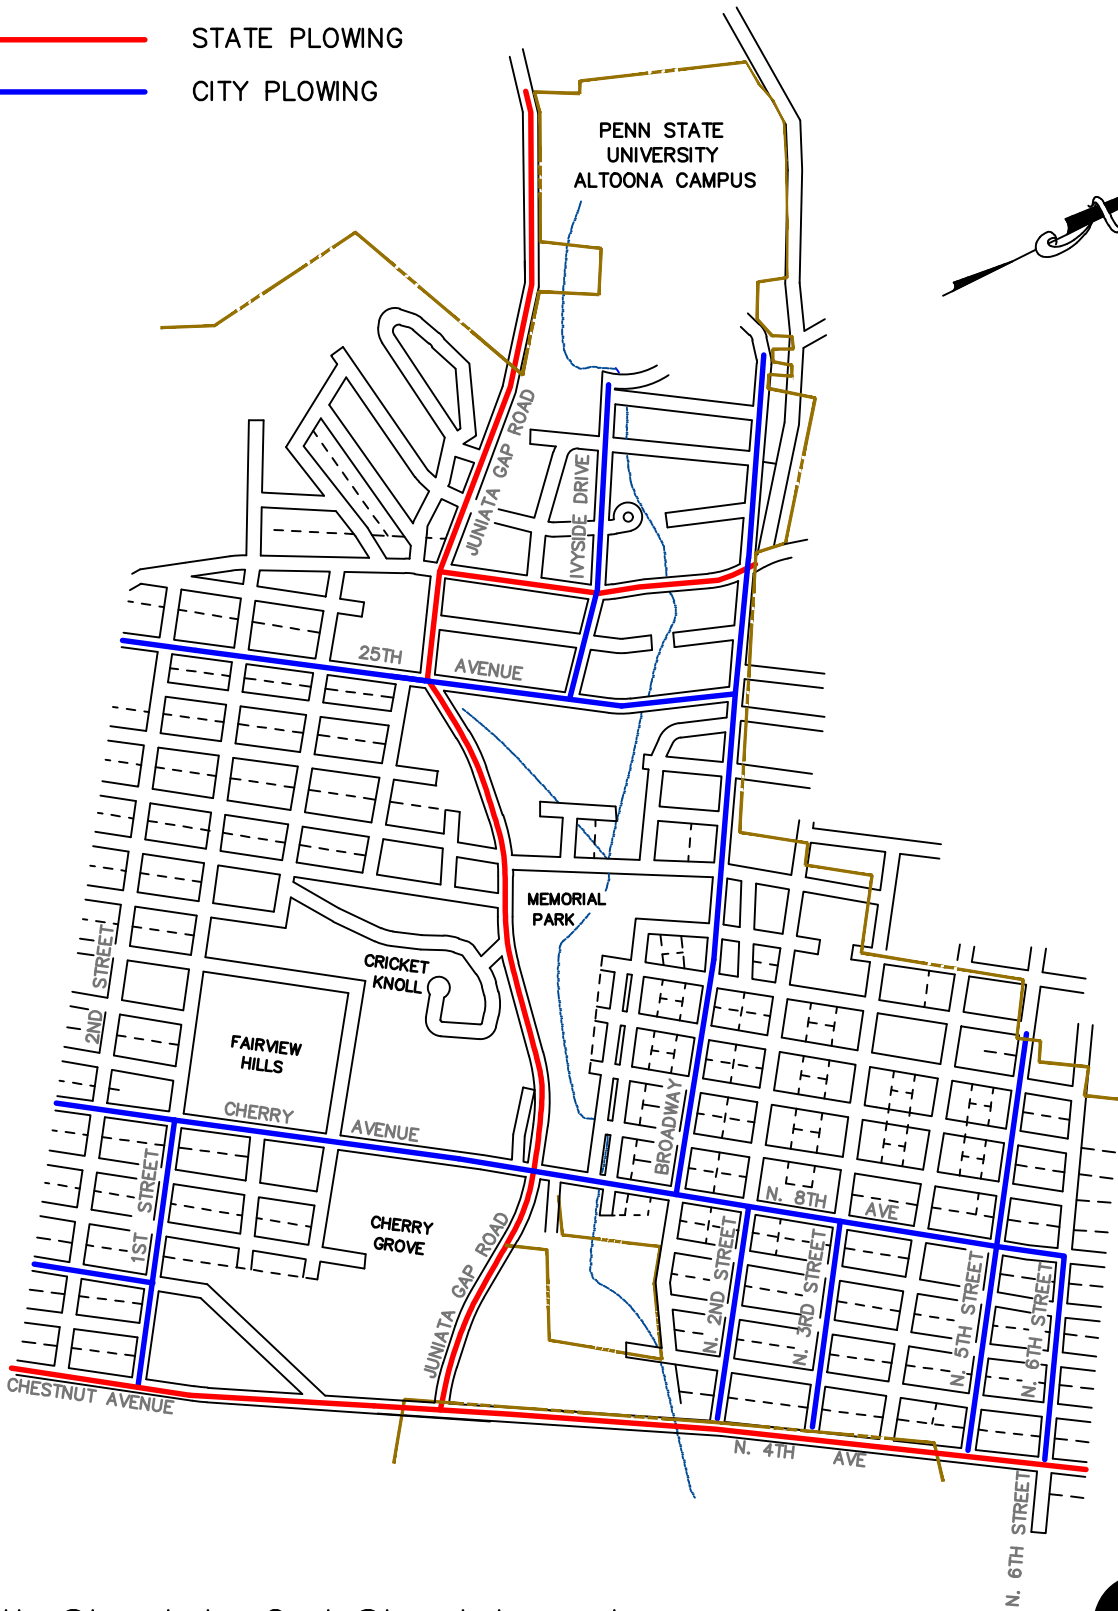 STATE PLOWING
CITY PLOWING
PENN STATE
UNIVERSITY
ALTOONA CAMPUS
JUNIATA GAP ROAD
IVYSIDE DRIVE
25TH AVENUE
MEMORIAL
PARK
CRICKET
KNOLL
2ND STREET
FAIRVIEW
HILLS
CHERRY AVENUE
BROADWAY
1ST STREET
N. 8TH AVE
CHERRY
GROVE
JUNIATA GAP ROAD
N. 2ND STREET
N. 3RD STREET
N. 5TH STREET
N. 6TH STREET
CHESTNUT AVENUE
N. 4TH AVE
N. 6TH STREET